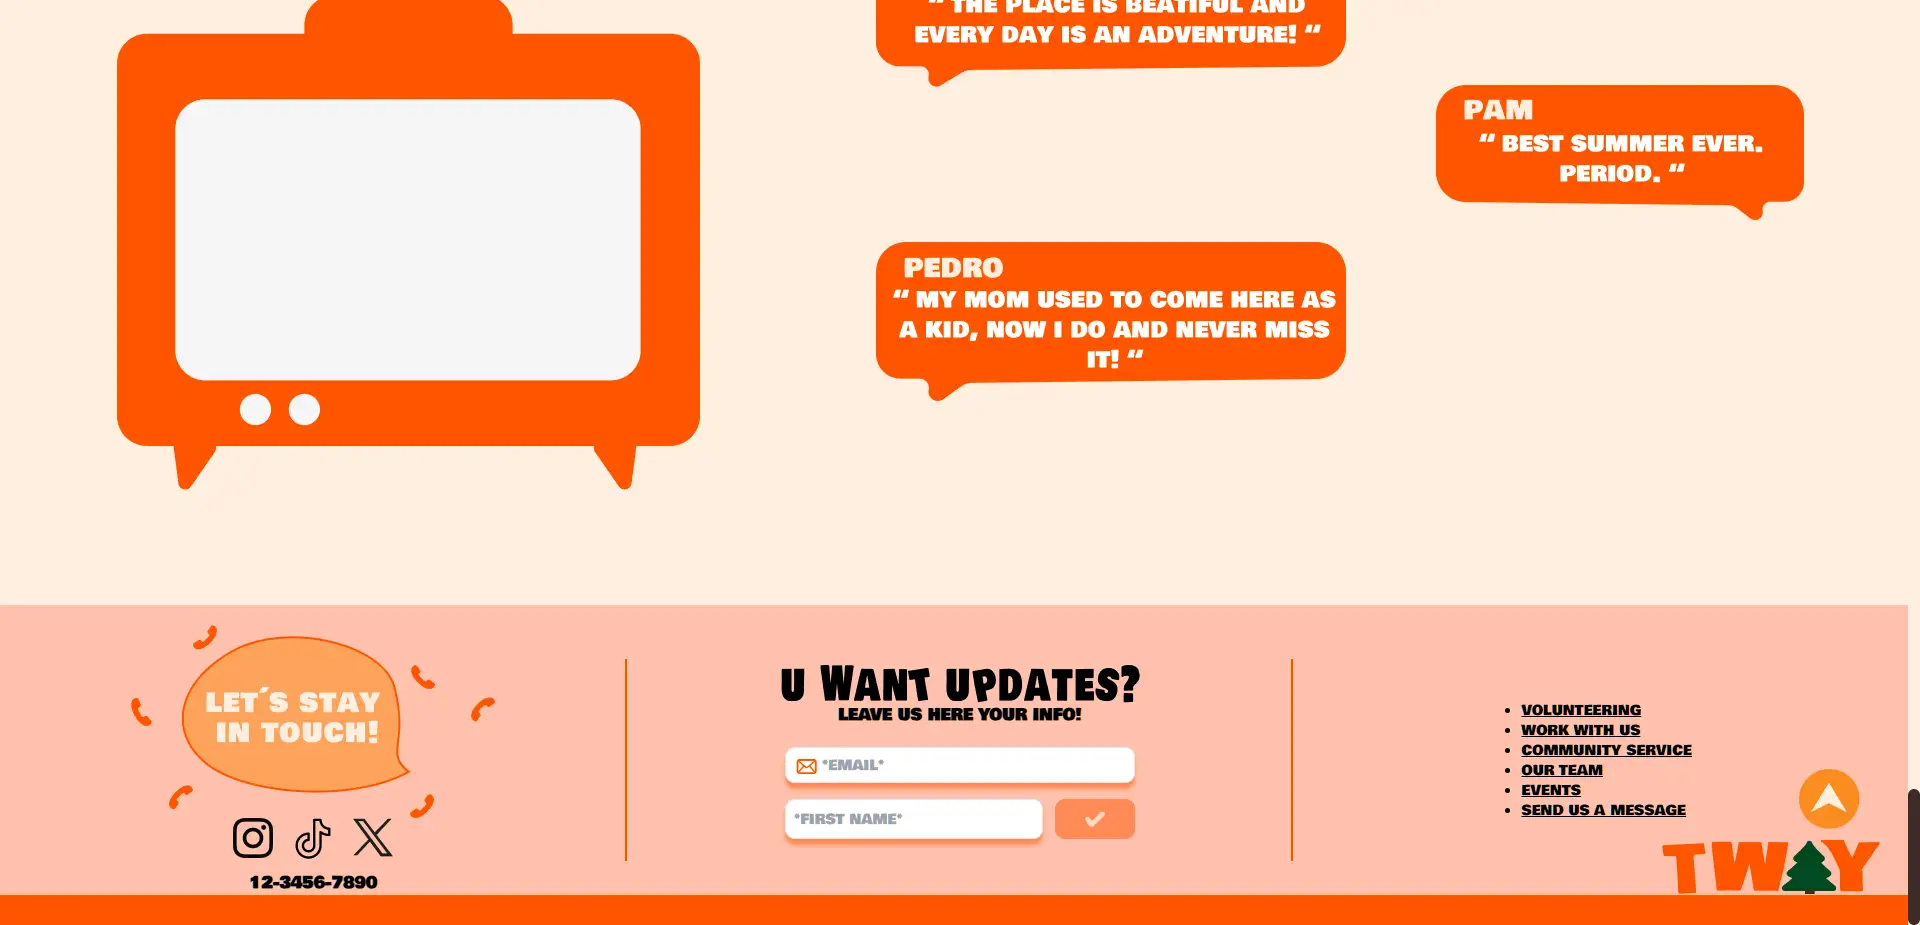 “ THE PLACE IS BEATIFUL AND
EVERY DAY IS AN ADVENTURE! “
PAM
“ BEST SUMMER EVER.
PERIOD. “
PEDRO
“ MY MOM USED TO COME HERE AS
A KID, NOW I DO AND NEVER MISS
IT! “
LET´S STAY
IN TOUCH!
12-3456-7890
U WANT UPDATES?
LEAVE US HERE YOUR INFO!
*EMAIL*
*FIRST NAME*
VOLUNTEERING
WORK WITH US
COMMUNITY SERVICE
OUR TEAM
EVENTS
SEND US A MESSAGE
TWAY